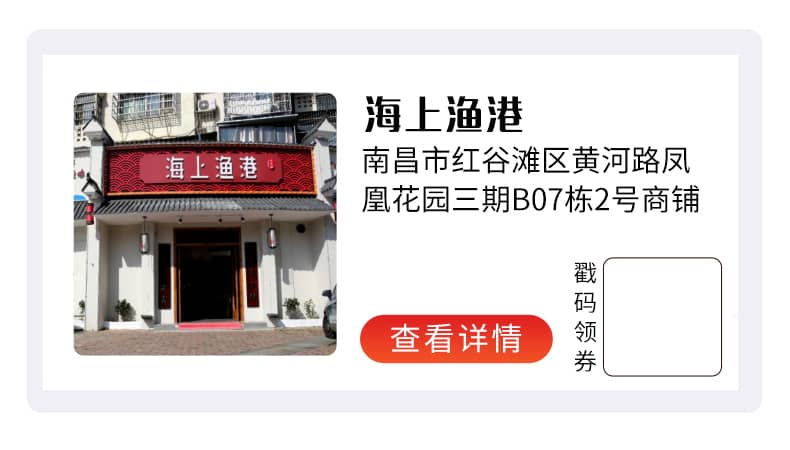 海上渔港
海上渔港
南昌市红谷滩区黄河路凤
凰花园三期B07栋2号商铺
查看详情
戳码领券